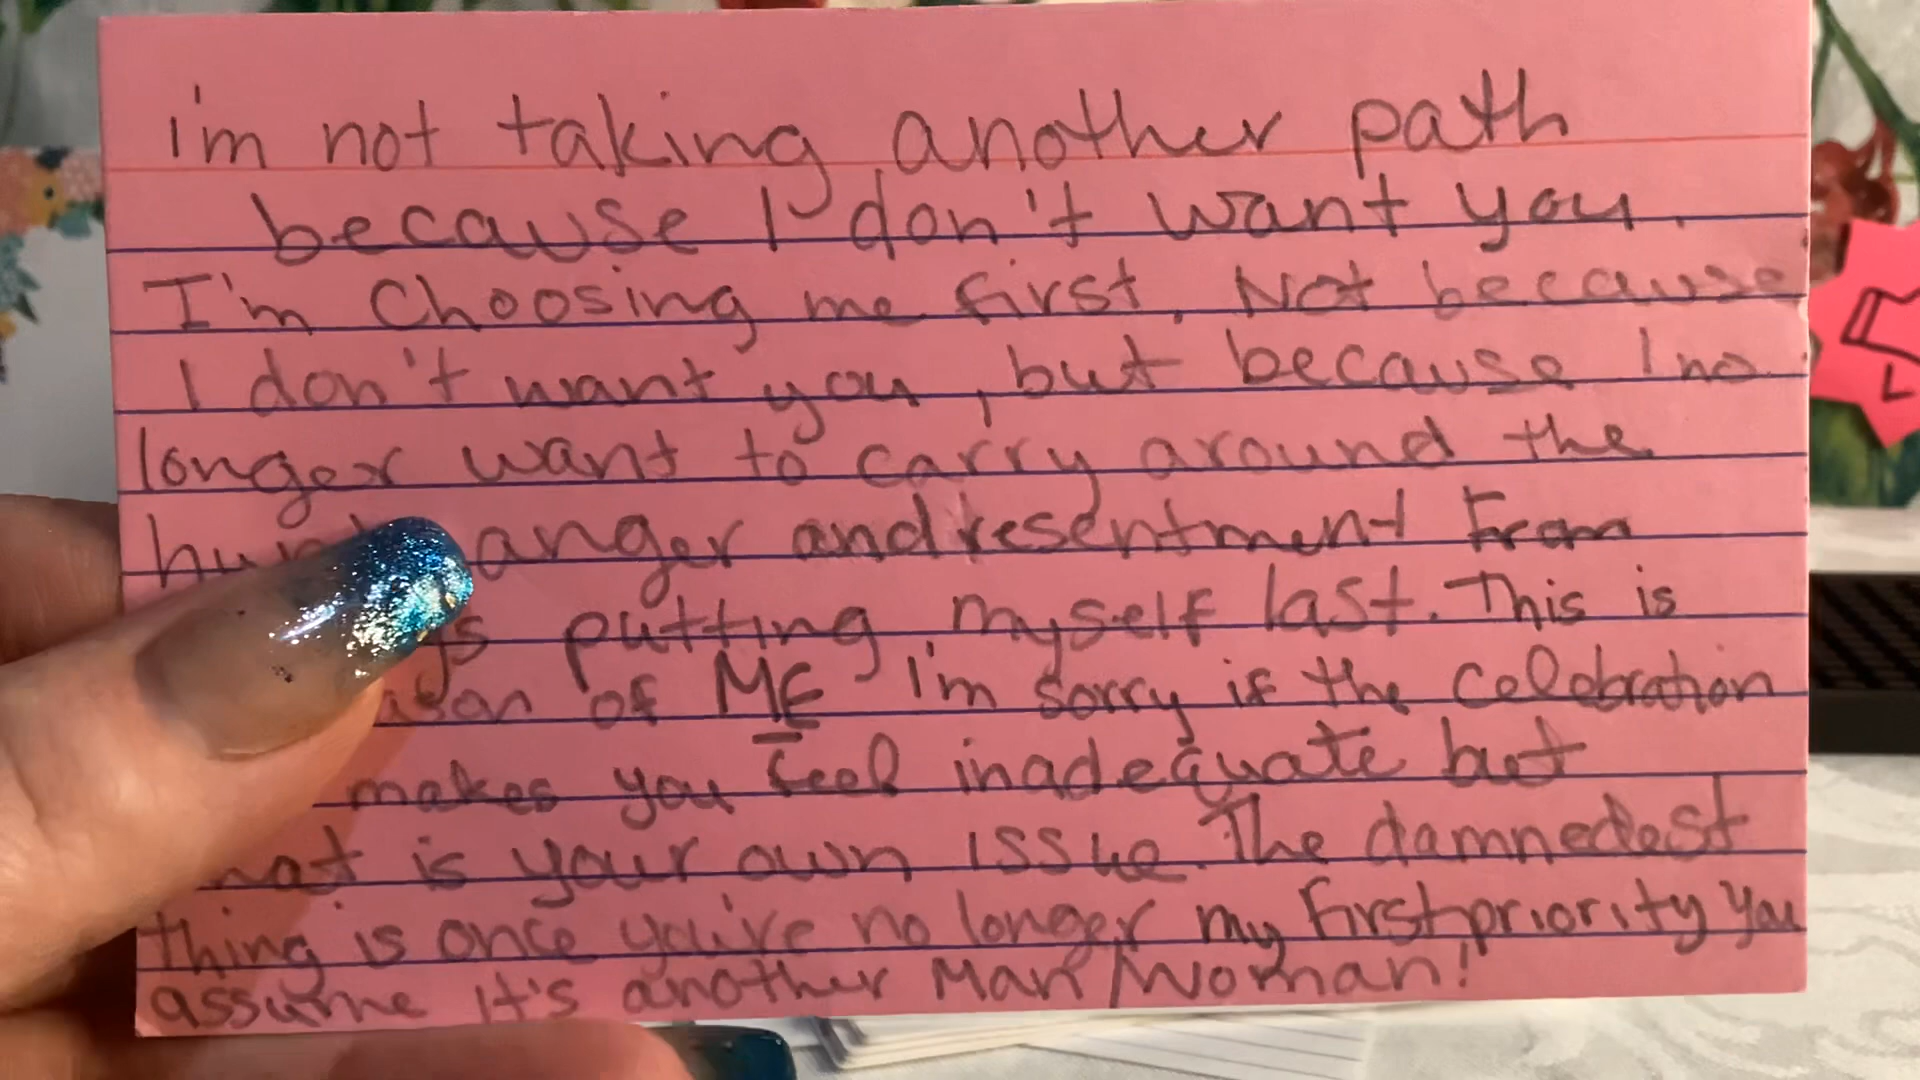 i'm not taking another path
because I don't want you.
I'm Choosing me first. Not because
I don't want you, but because I no
longer want to carry around the
anger and resentment From
putting myself last. This is
of ME I'm sorry if the Celebration
makes you feel inadequate but
is your own issue. The damnedest
thing is once you're no longer my first priority you
assume it's another Man/Woman!